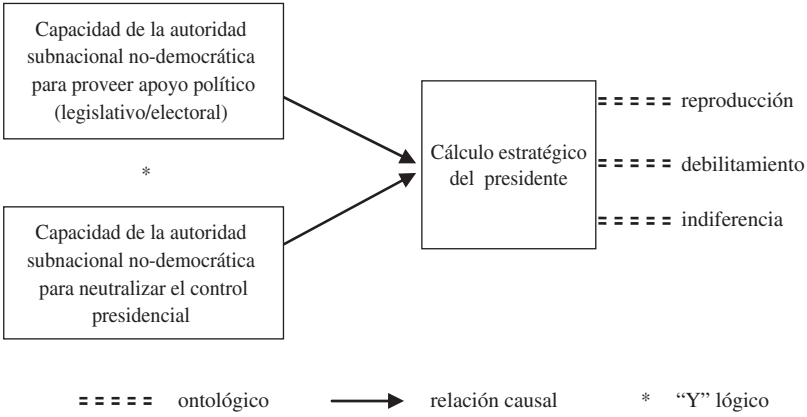 Capacidad de la autoridad
subnacional no-democrática
para proveer apoyo político
(legislativo/electoral)
*
Capacidad de la autoridad
subnacional no-democrática
para neutralizar el control
presidencial
Cálculo estratégico
del presidente
reproducción
debilitamiento
indiferencia
ontológico
relación causal
* “Y” lógico